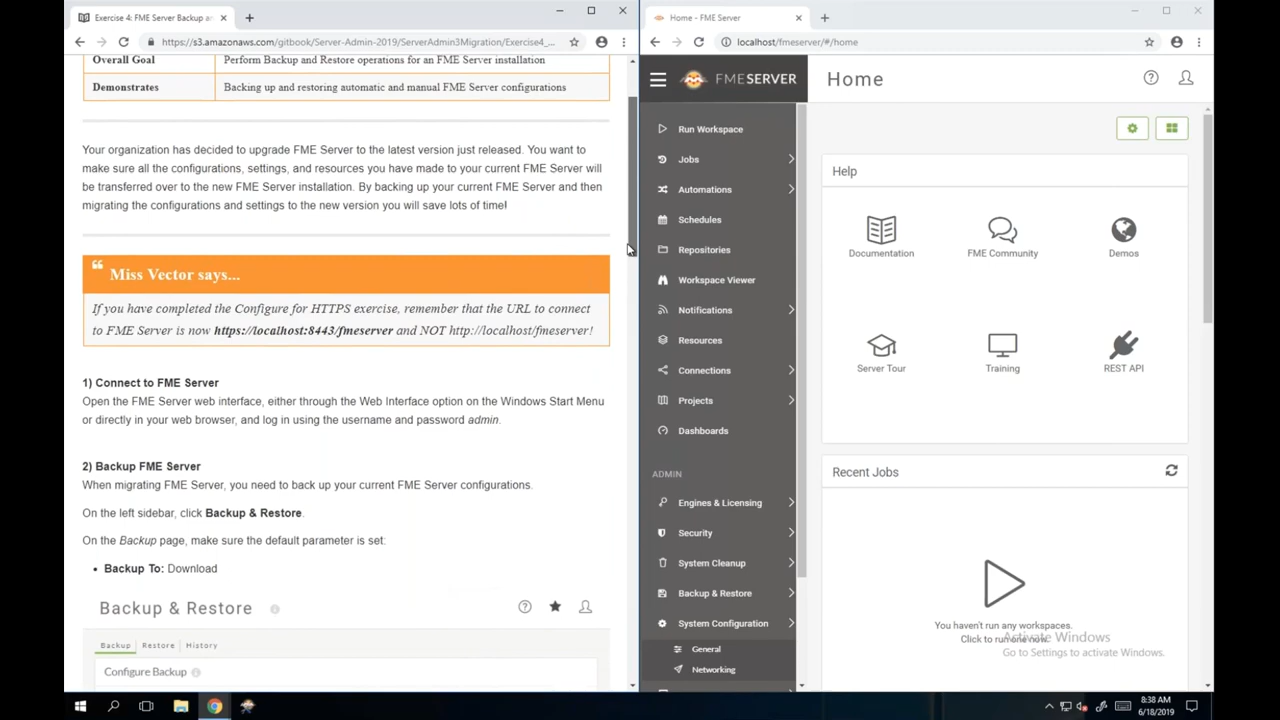 Exercise 4: FME Server Backup an
https://s3.amazonaws.com/gitbook/Server-Admin-2019/ServerAdmin3Migration/Exercise4_...
Overall Goal
Perform Backup and Restore operations for an FME Server installation
Demonstrates
Backing up and restoring automatic and manual FME Server configurations
Your organization has decided to upgrade FME Server to the latest version just released. You want to
make sure all the configurations, settings, and resources you have made to your current FME Server will
be transferred over to the new FME Server installation. By backing up your current FME Server and then
migrating the configurations and settings to the new version you will save lots of time!
Miss Vector says...
If you have completed the Configure for HTTPS exercise, remember that the URL to connect
to FME Server is now https://localhost:8443/fmeserver and NOT http://localhost/fmeserver!
1) Connect to FME Server
Open the FME Server web interface, either through the Web Interface option on the Windows Start Menu
or directly in your web browser, and log in using the username and password admin.
2) Backup FME Server
When migrating FME Server, you need to back up your current FME Server configurations.
On the left sidebar, click Backup & Restore.
On the Backup page, make sure the default parameter is set:
• Backup To: Download
Backup & Restore
Backup Restore History
Configure Backup
Home - FME Server
localhost/fmeserver/#/home
FMESERVER
Home
Run Workspace
Jobs
Automations
Schedules
Repositories
Workspace Viewer
Notifications
Resources
Connections
Projects
Dashboards
ADMIN
Engines & Licensing
Security
System Cleanup
Backup & Restore
System Configuration
General
Networking
Help
Documentation
FME Community
Demos
Server Tour
Training
REST API
Recent Jobs
You haven't run any workspaces.
Click to run one now.
Activate Windows
Go to Settings to activate Windows.
8:38 AM
6/18/2019